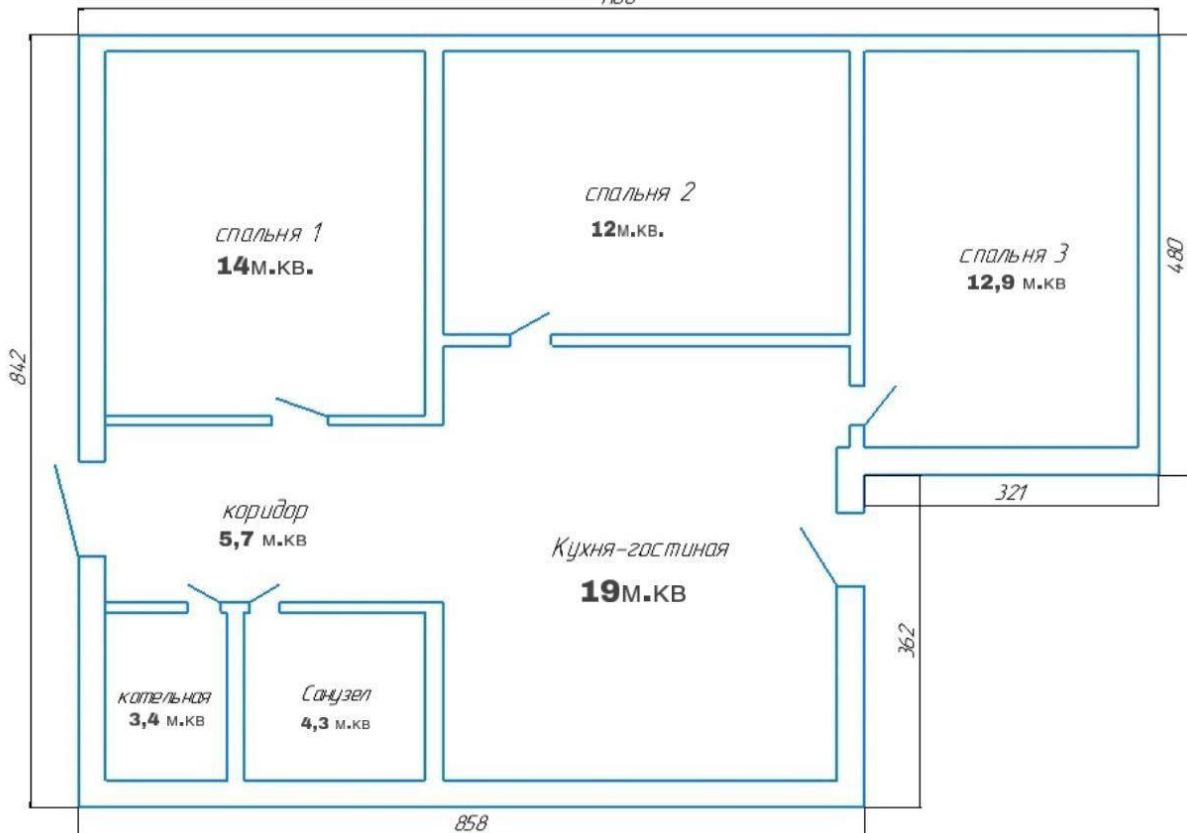 спальня 1
14м.кв.
спальня 2
12м.кв.
спальня 3
12,9 м.кв
480
842
321
коридор
5,7 м.кв
Кухня-гостиная
19м.кв
362
котельная
3,4 м.кв
Санузел
4,3 м.кв
858